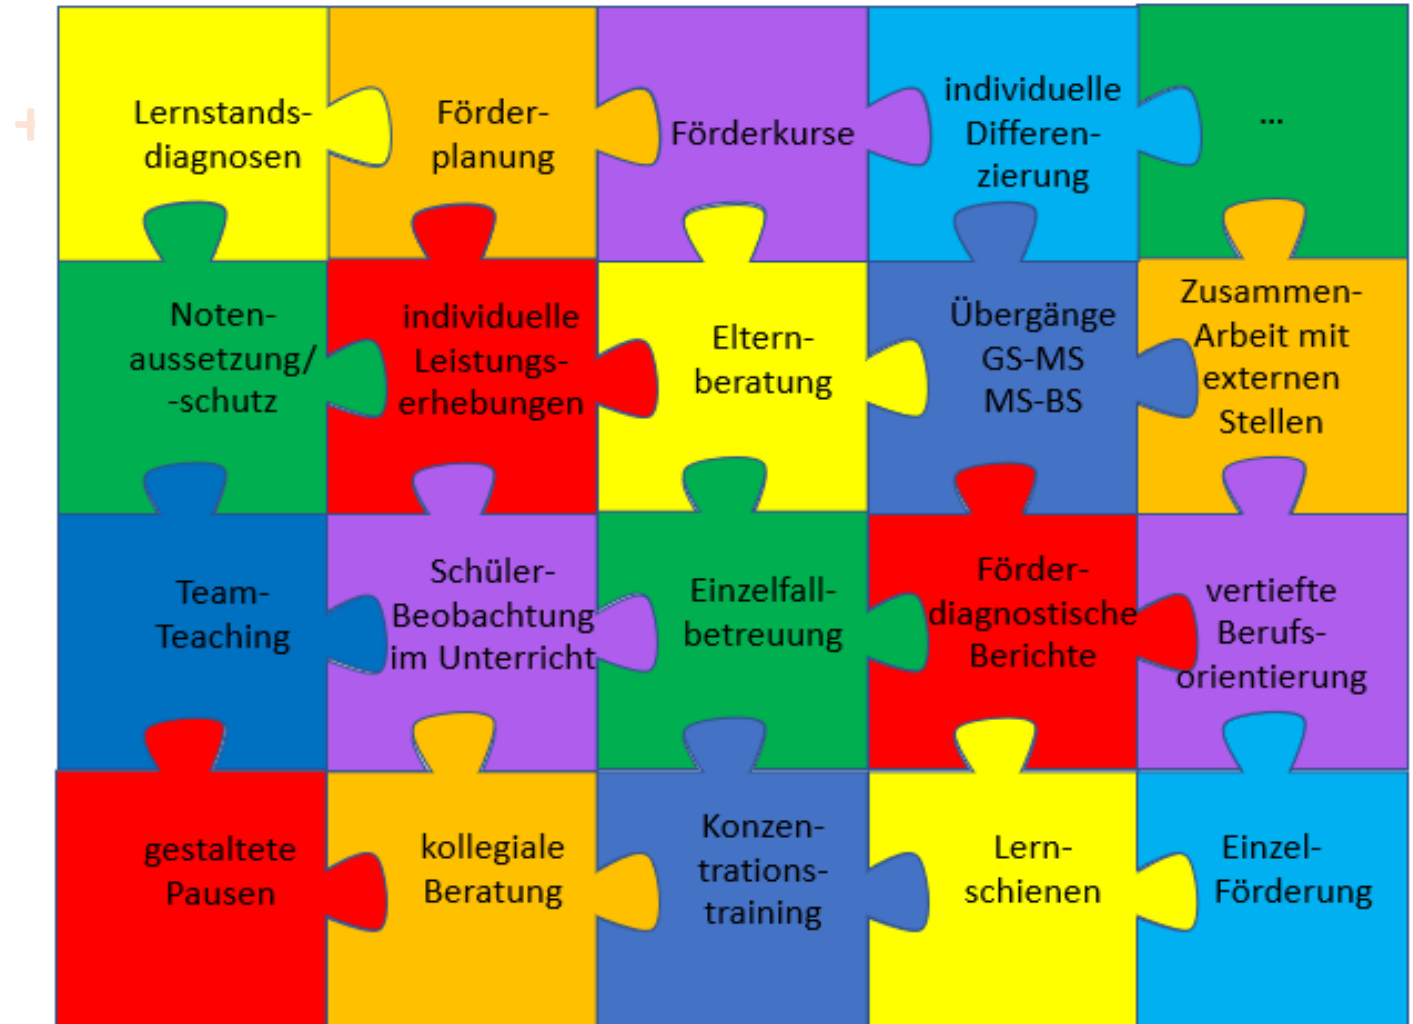 Lernstands-
diagnosen
Förder-
planung
Förderkurse
individuelle
Differen-
zierung
...
Noten-
aussetzung/
-schutz
individuelle
Leistungs-
erhebungen
Eltern-
beratung
Übergänge
GS-MS
MS-BS
Zusammen-
Arbeit mit
externen
Stellen
Team-
Teaching
Schüler-
Beobachtung
im Unterricht
Einzelfall-
betreuung
Förder-
diagnostische
Berichte
vertiefte
Berufs-
orientierung
gestaltete
Pausen
kollegiale
Beratung
Konzen-
trations-
training
Lern-
schienen
Einzel-
Förderung